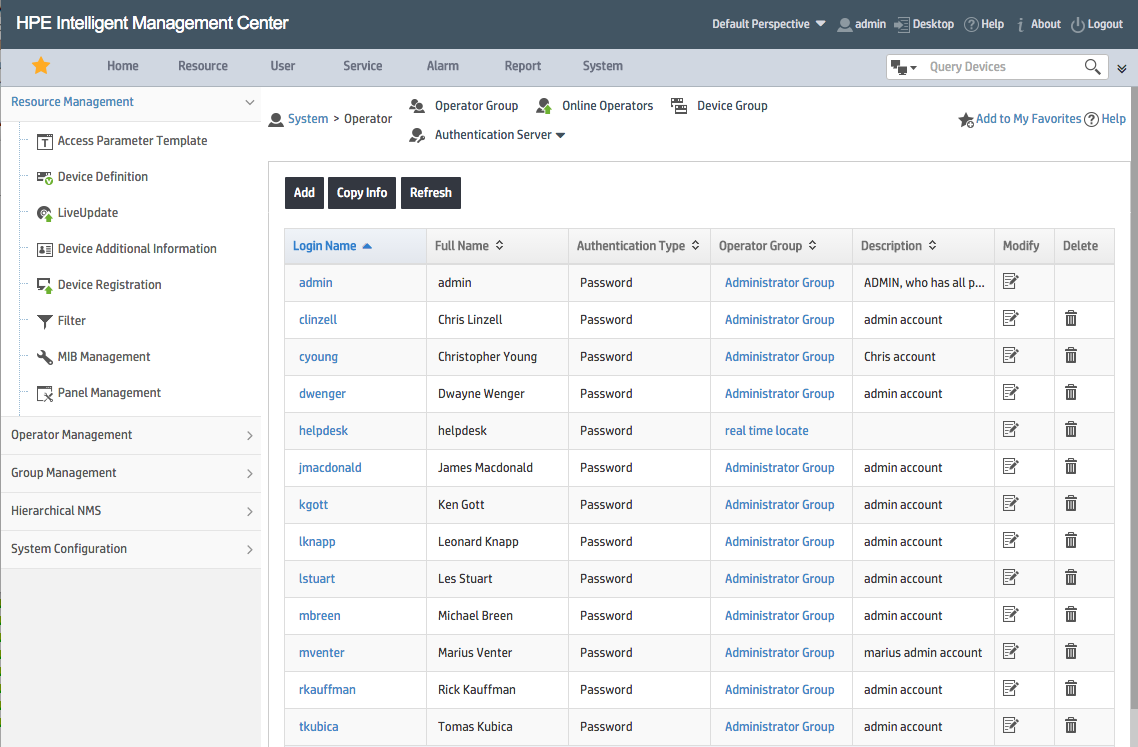 HPE Intelligent Management Center
Default Perspective admin Desktop Help About Logout
Home Resource User Service Alarm Report System Query Devices
Resource Management
Access Parameter Template
Device Definition
LiveUpdate
Device Additional Information
Device Registration
Filter
MIB Management
Panel Management
Operator Management
Group Management
Hierarchical NMS
System Configuration
System > Operator
Operator Group Online Operators Device Group
Authentication Server
Add to My Favorites Help
Add Copy Info Refresh
Login Name Full Name Authentication Type Operator Group Description Modify Delete
admin admin Password Administrator Group ADMIN, who has all p...
clinzell Chris Linzell Password Administrator Group admin account
cyoung Christopher Young Password Administrator Group Chris account
dwenger Dwayne Wenger Password Administrator Group admin account
helpdesk helpdesk Password real time locate
jmacdonald James Macdonald Password Administrator Group admin account
kgott Ken Gott Password Administrator Group admin account
lknapp Leonard Knapp Password Administrator Group admin account
lstuart Les Stuart Password Administrator Group admin account
mbreen Michael Breen Password Administrator Group admin account
mventer Marius Venter Password Administrator Group marius admin account
rkauffman Rick Kauffman Password Administrator Group admin account
tkubica Tomas Kubica Password Administrator Group admin account